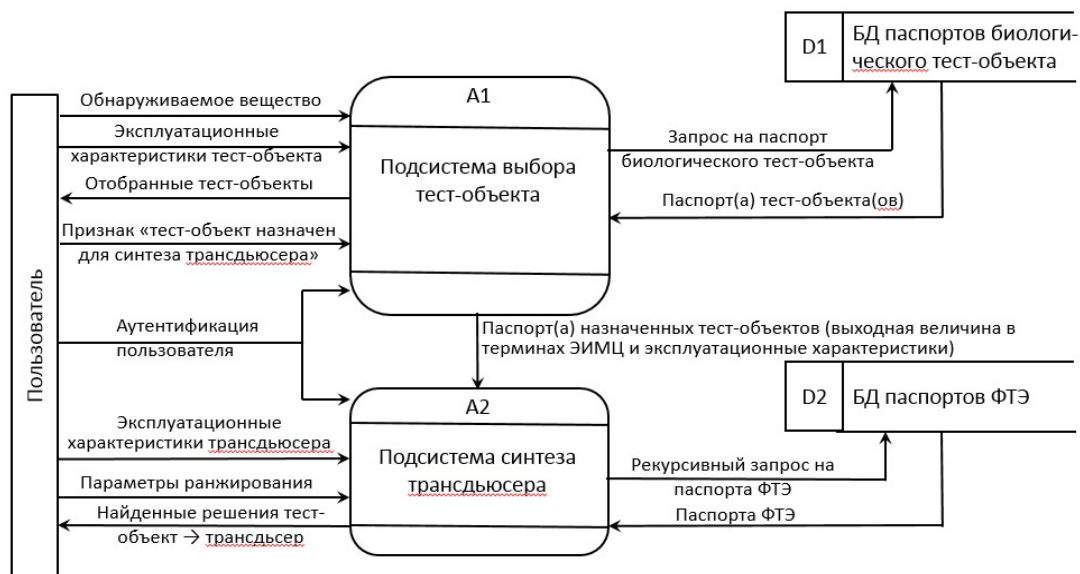 D1
БД паспортов биологи-
ческого тест-объекта
A1
Обнаруживаемое вещество
Эксплуатационные
характеристики тест-объекта
Отобранные тест-объекты
Признак «тест-объект назначен
для синтеза трансдьюсера»
Подсистема выбора
тест-объекта
Запрос на паспорт
биологического тест-объекта
Паспорт(а) тест-объекта(ов)
Пользователь
Аутентификация
пользователя
Паспорт(а) назначенных тест-объектов (выходная величина в
терминах ЭИМЦ и эксплуатационные характеристики)
D2
БД паспортов ФТЭ
A2
Эксплуатационные
характеристики трансдьюсера
Параметры ранжирования
Найденные решения тест-
объект → трансдьсер
Подсистема синтеза
трансдьюсера
Рекурсивный запрос на
паспорта ФТЭ
Паспорта ФТЭ